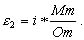 ε₂ = i * Mm / Om .